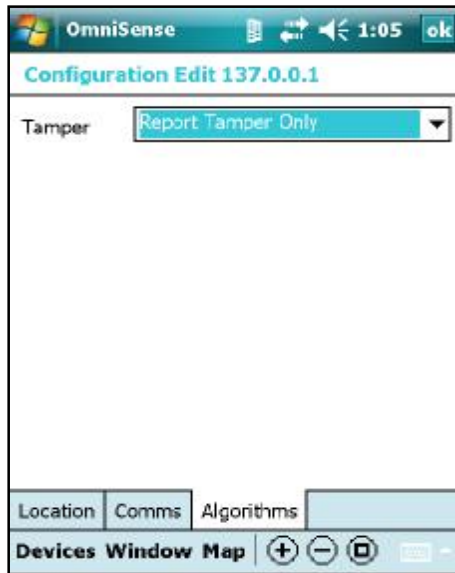 OmniSense 1:05 ok
Configuration Edit 137.0.0.1
Tamper Report Tamper Only
Location Comms Algorithms
Devices Window Map